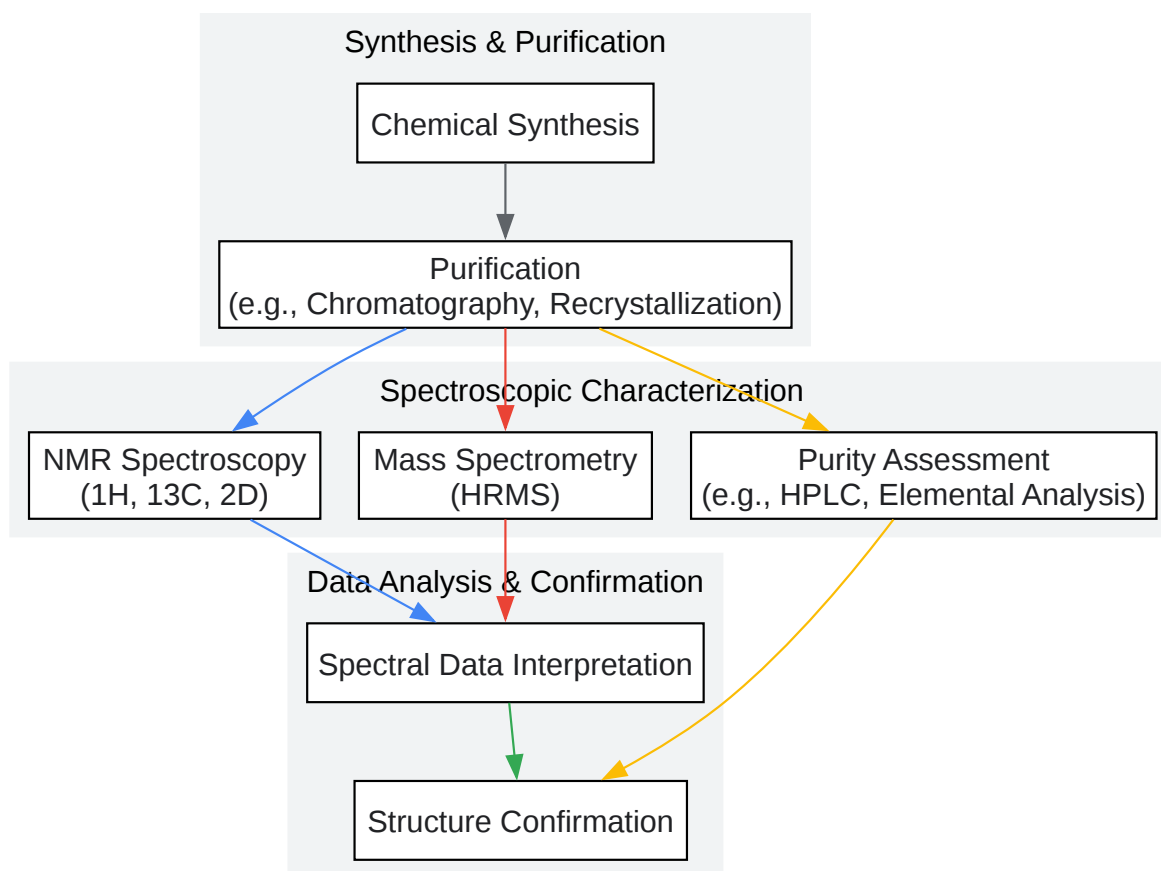 Synthesis & Purification
Chemical Synthesis
Purification
(e.g., Chromatography, Recrystallization)
Spectroscopic Characterization
NMR Spectroscopy
(1H, 13C, 2D)
Mass Spectrometry
(HRMS)
Purity Assessment
(e.g., HPLC, Elemental Analysis)
Data Analysis & Confirmation
Spectral Data Interpretation
Structure Confirmation